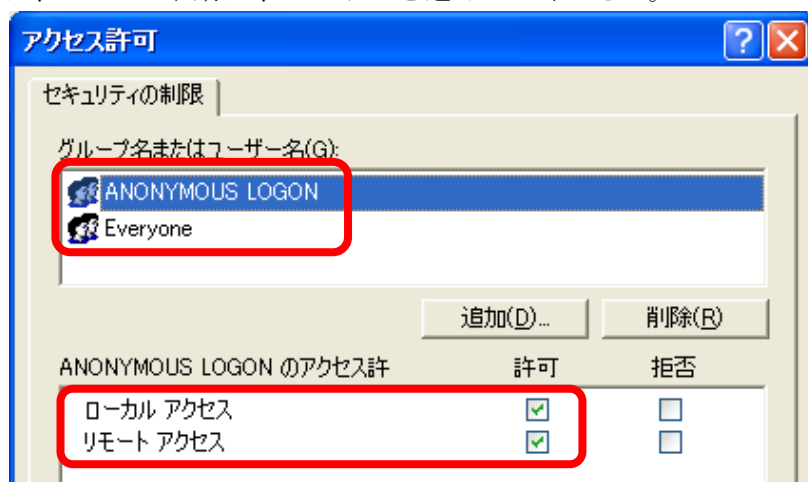 アクセス許可
セキュリティの制限
グループ名またはユーザー名(G):
ANONYMOUS LOGON
Everyone
追加(D)... 削除(R)
ANONYMOUS LOGON のアクセス許 許可 拒否
ローカル アクセス
リモート アクセス